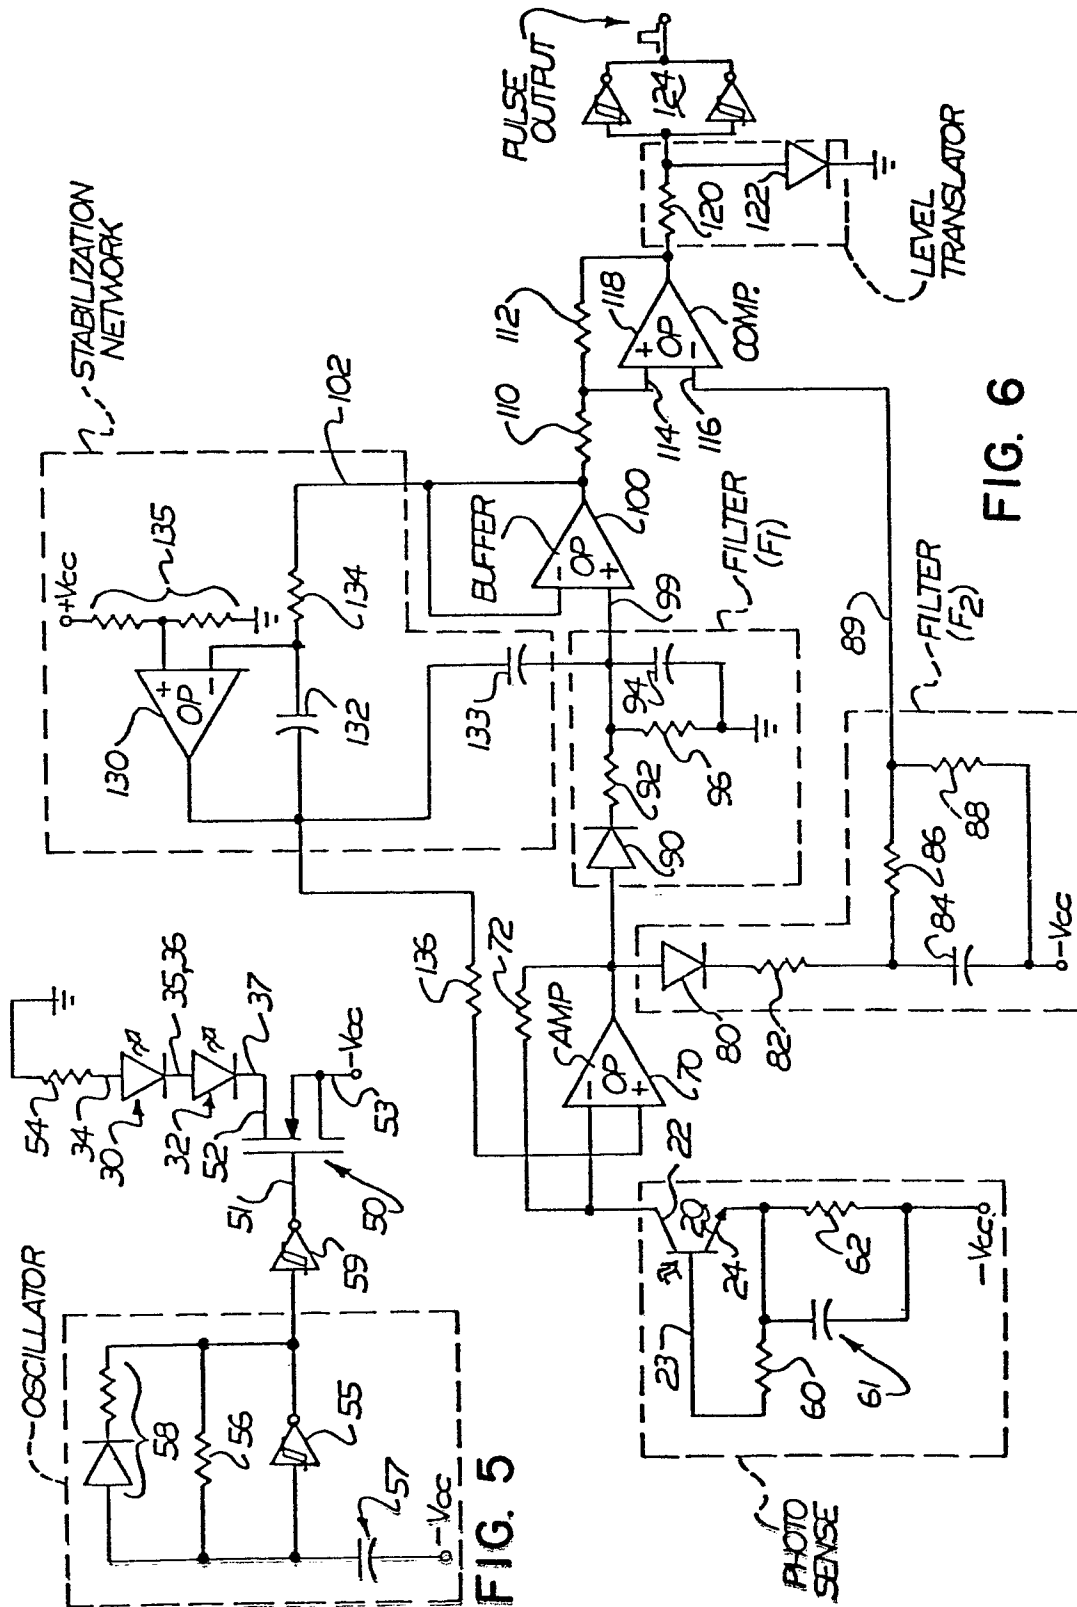 OSCILLATOR
58
56
55
57
-Vcc
FIG. 5
59
51
50
52
53
-Vcc
54
34
30
32
35,36
37
STABILIZATION
NETWORK
+Vcc
135
+
OP
-
130
132
134
133
102
136
72
AMP
-
OP
+
70
22
PHOTO
SENSE
20
23
24
60
61
62
-Vcc
80
82
84
86
88
-Vcc
89
FILTER
(F2)
90
92
94
96
99
FILTER
(F1)
BUFFER
-
OP
+
100
110
112
114
116
+
OP
-
118
COMP.
120
122
LEVEL
TRANSLATOR
124
PULSE
OUTPUT
FIG. 6